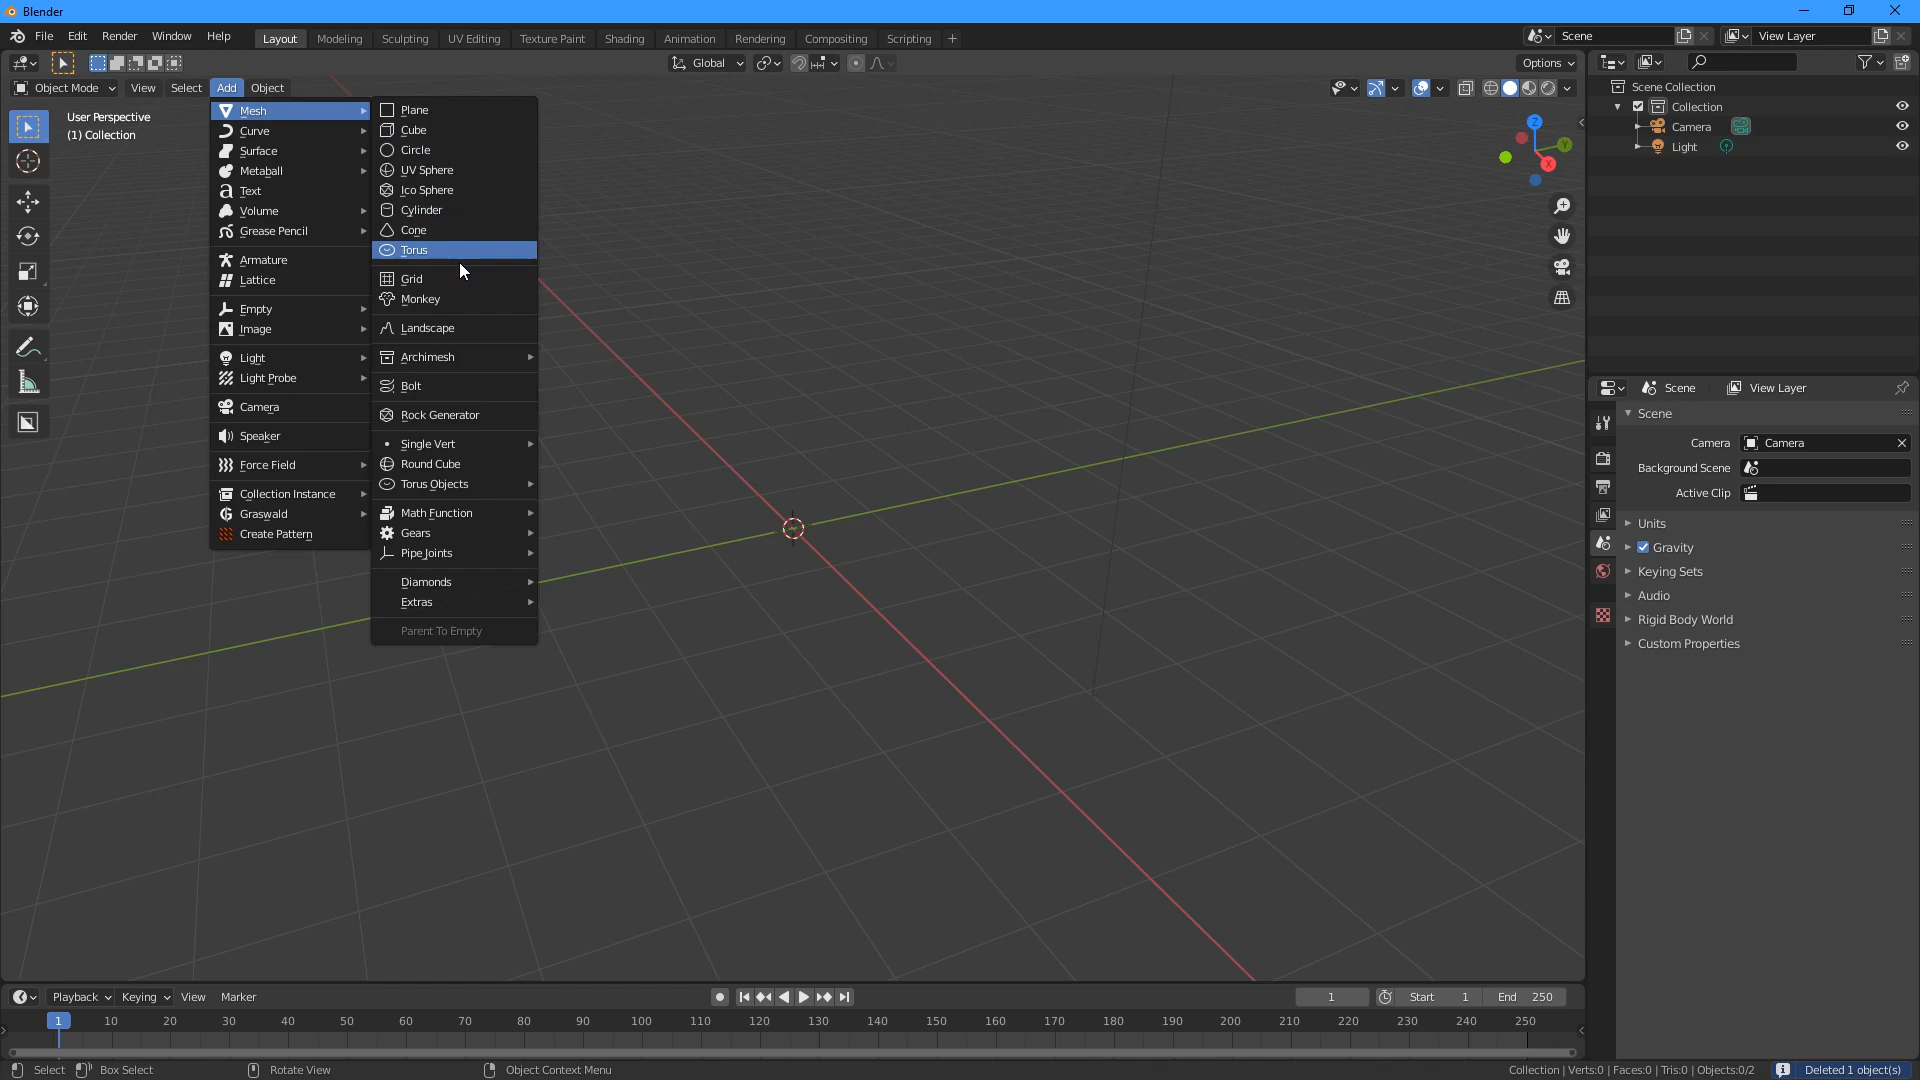 Blender
File Edit Render Window Help Layout Modeling Sculpting UV Editing Texture Paint Shading Animation Rendering Compositing Scripting + Scene View Layer
Global Options
Object Mode View Select Add Object
User Perspective
(1) Collection
Mesh
Curve
Surface
Metaball
Text
Volume
Grease Pencil
Armature
Lattice
Empty
Image
Light
Light Probe
Camera
Speaker
Force Field
Collection Instance
Graswald
Create Pattern
Plane
Cube
Circle
UV Sphere
Ico Sphere
Cylinder
Cone
Torus
Grid
Monkey
Landscape
Archimesh
Bolt
Rock Generator
Single Vert
Round Cube
Torus Objects
Math Function
Gears
Pipe Joints
Diamonds
Extras
Parent To Empty
Z
Y
X
Scene Collection
Collection
Camera
Light
Scene View Layer
Scene
Camera Camera
Background Scene
Active Clip
Units
Gravity
Keying Sets
Audio
Rigid Body World
Custom Properties
Playback Keying View Marker 1 Start 1 End 250
1 10 20 30 40 50 60 70 80 90 100 110 120 130 140 150 160 170 180 190 200 210 220 230 240 250
Select Box Select Rotate View Object Context Menu Collection | Verts:0 | Faces:0 | Tris:0 | Objects:0/2 Deleted 1 object(s)